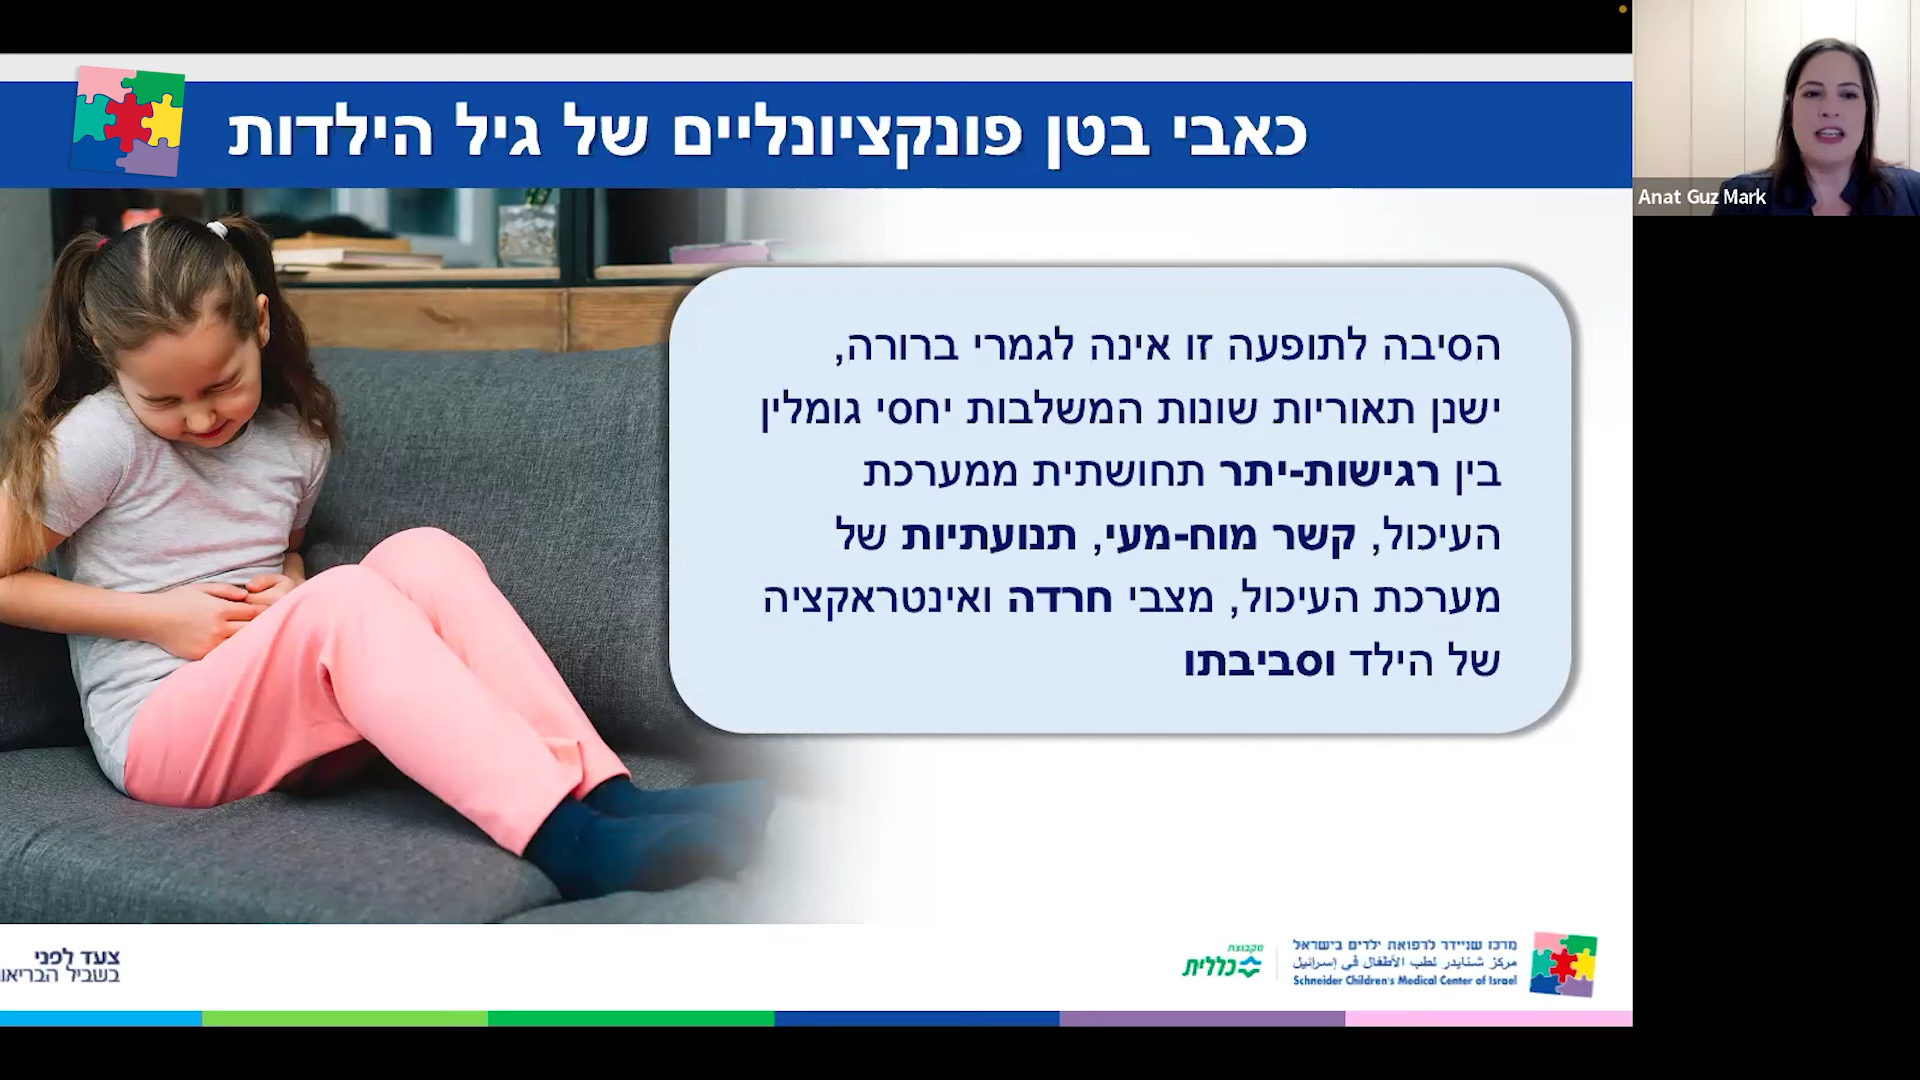 כאבי בטן פונקציונליים של גיל הילדות
Anat Guz Mark
הסיבה לתופעה זו אינה לגמרי ברורה,
ישנן תאוריות שונות המשלבות יחסי גומלין
בין רגישות-יתר תחושתית ממערכת
העיכול, קשר מוח-מעי, תנועתיות של
מערכת העיכול, מצבי חרדה ואינטראקציה
של הילד וסביבתו
מרכז שניידר לרפואת ילדים בישראל
مركز شنايدر لطب الأطفال في إسرائيل
Schneider Children's Medical Center of Israel
מקבוצת
כללית
צעד לפני
בשביל הבריאו